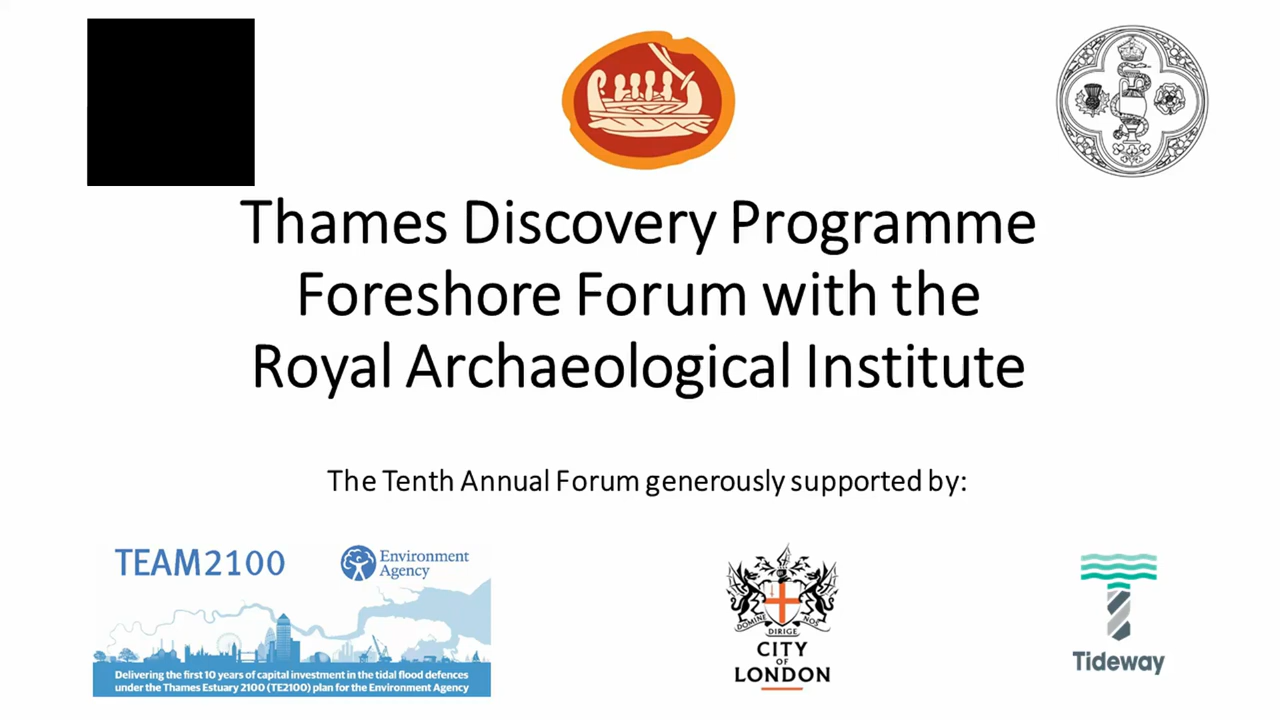 Thames Discovery Programme
Foreshore Forum with the
Royal Archaeological Institute
The Tenth Annual Forum generously supported by:
TEAM2100
Environment
Agency
Delivering the first 10 years of capital investment in the tidal flood defences
under the Thames Estuary 2100 (TE2100) plan for the Environment Agency
DOMINE NOS
DIRIGE
CITY
OF
LONDON
Tideway